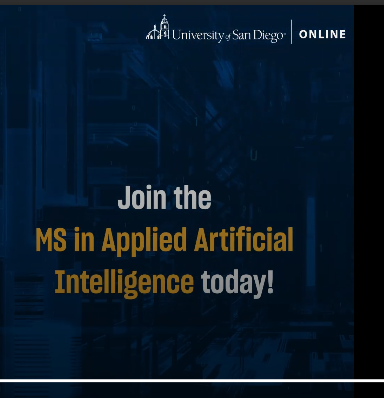 University of San Diego® ONLINE
Join the
MS in Applied Artificial
Intelligence today!